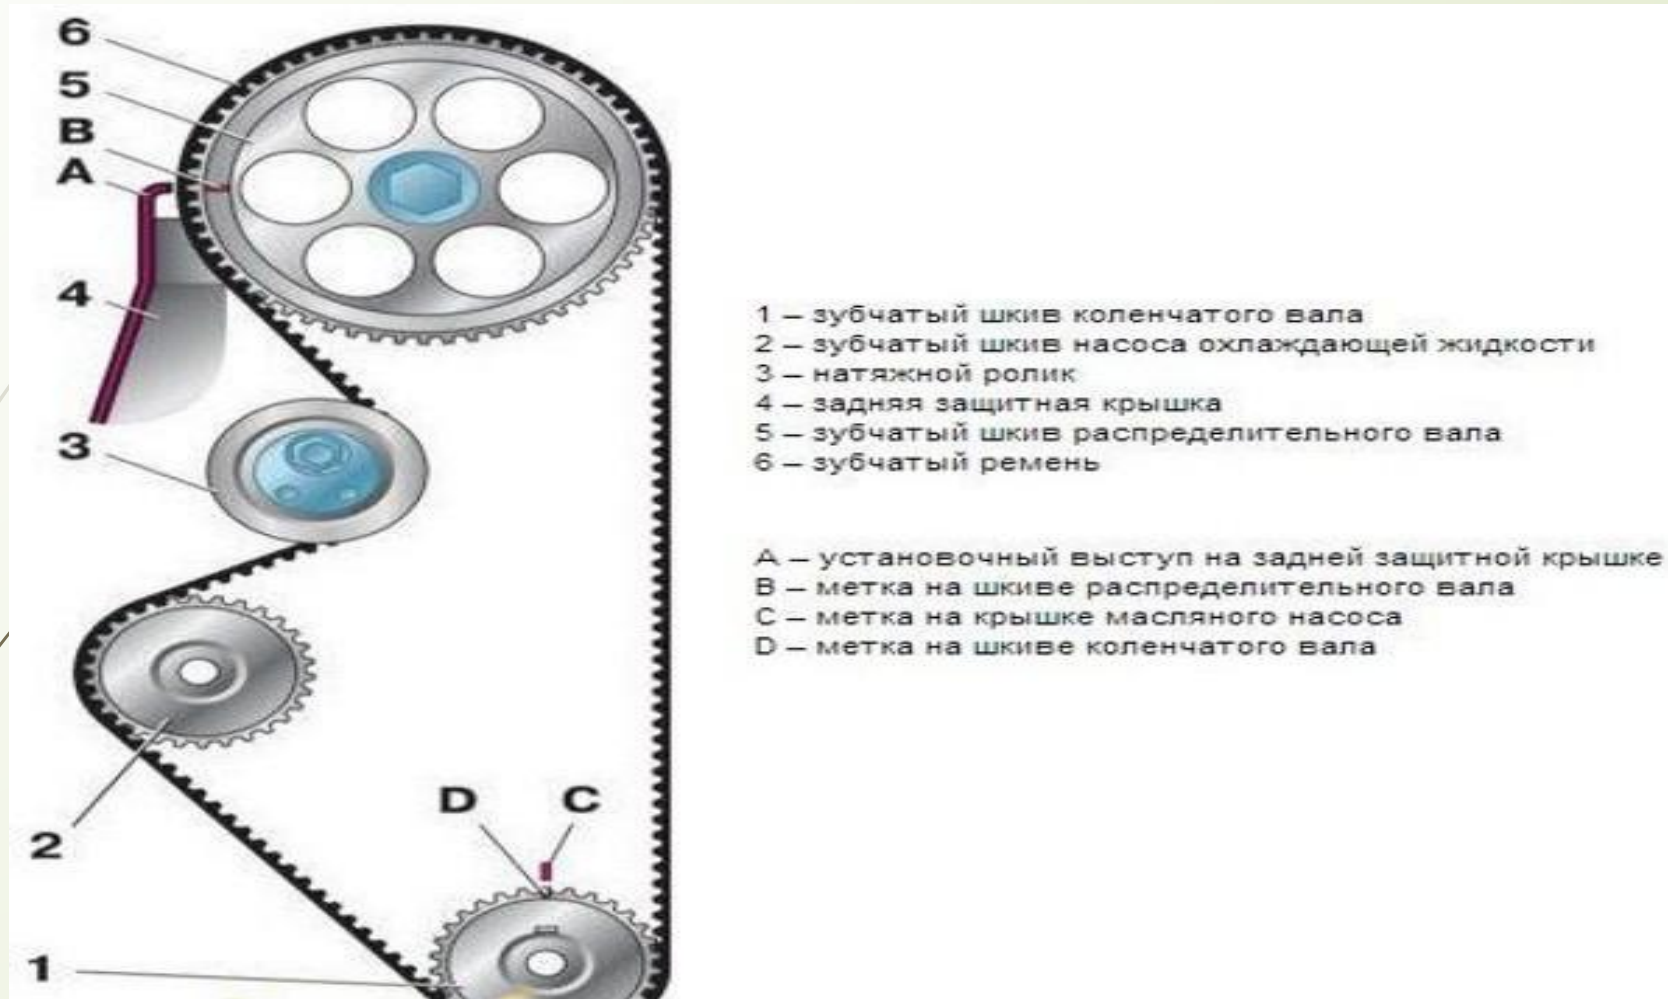 6
5
B
A
4
3
2
D C
1
1 – зубчатый шкив коленчатого вала
2 – зубчатый шкив насоса охлаждающей жидкости
3 – натяжной ролик
4 – задняя защитная крышка
5 – зубчатый шкив распределительного вала
6 – зубчатый ремень
A – установочный выступ на задней защитной крышке
B – метка на шкиве распределительного вала
C – метка на крышке масляного насоса
D – метка на шкиве коленчатого вала